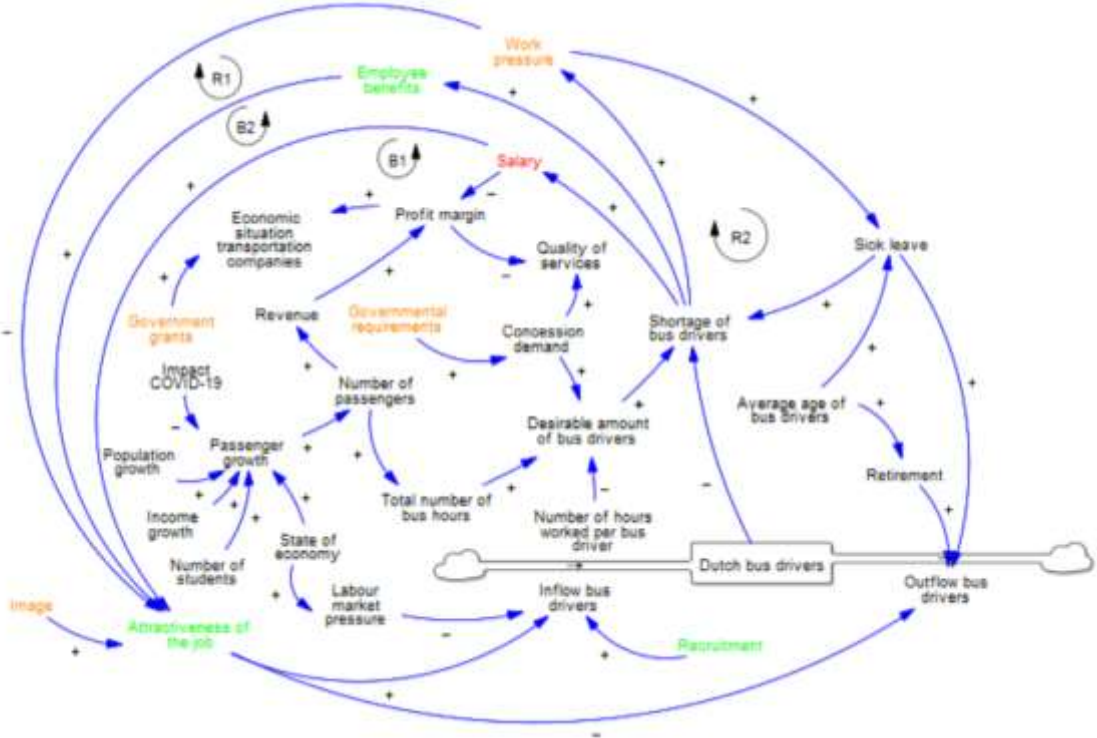 Work
pressure
R1
Employee
benefits
B2
B1
Salary
Economic
situation
transportation
companies
Profit margin
Quality of
services
R2
Sick leave
Government
grants
Revenue
Governmental
requirements
Concession
demand
Shortage of
bus drivers
Impact
COVID-19
Number of
passengers
Average age of
bus drivers
Desirable amount
of bus drivers
Population
growth
Passenger
growth
Retirement
Total number of
bus hours
Income
growth
Number of hours
worked per bus
driver
State of
economy
Number of
students
Dutch bus drivers
Labour
market
pressure
Inflow bus
drivers
Outflow bus
drivers
Image
Attractiveness of
the job
Recruitment